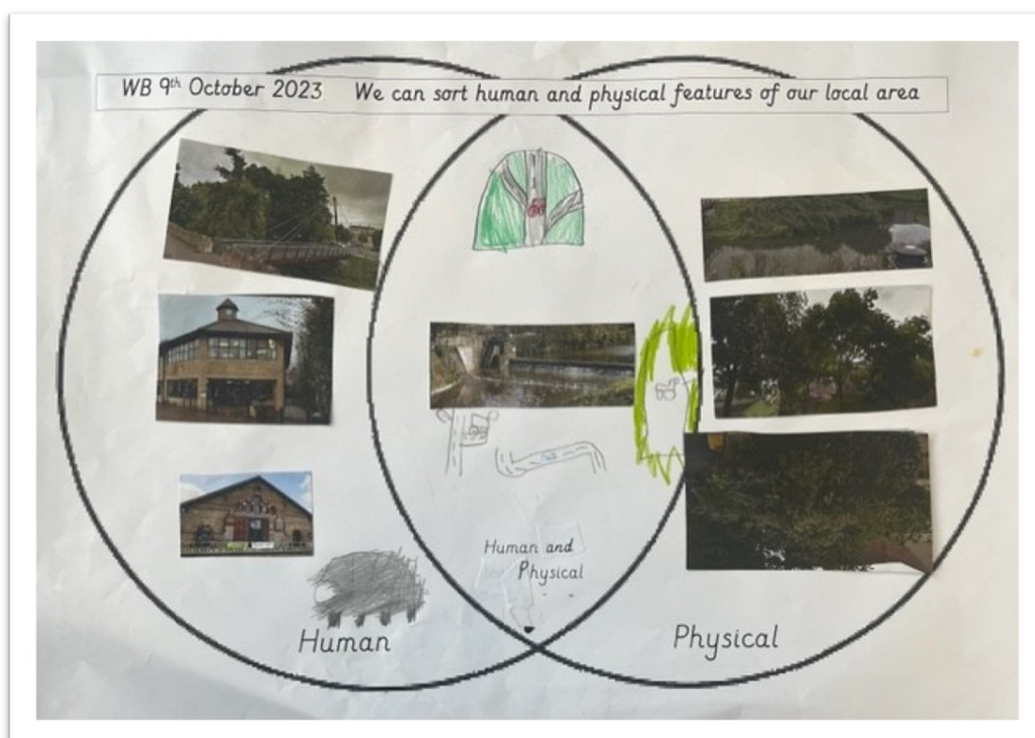 WB 9th October 2023 We can sort human and physical features of our local area
Human and
Physical
Human
Physical